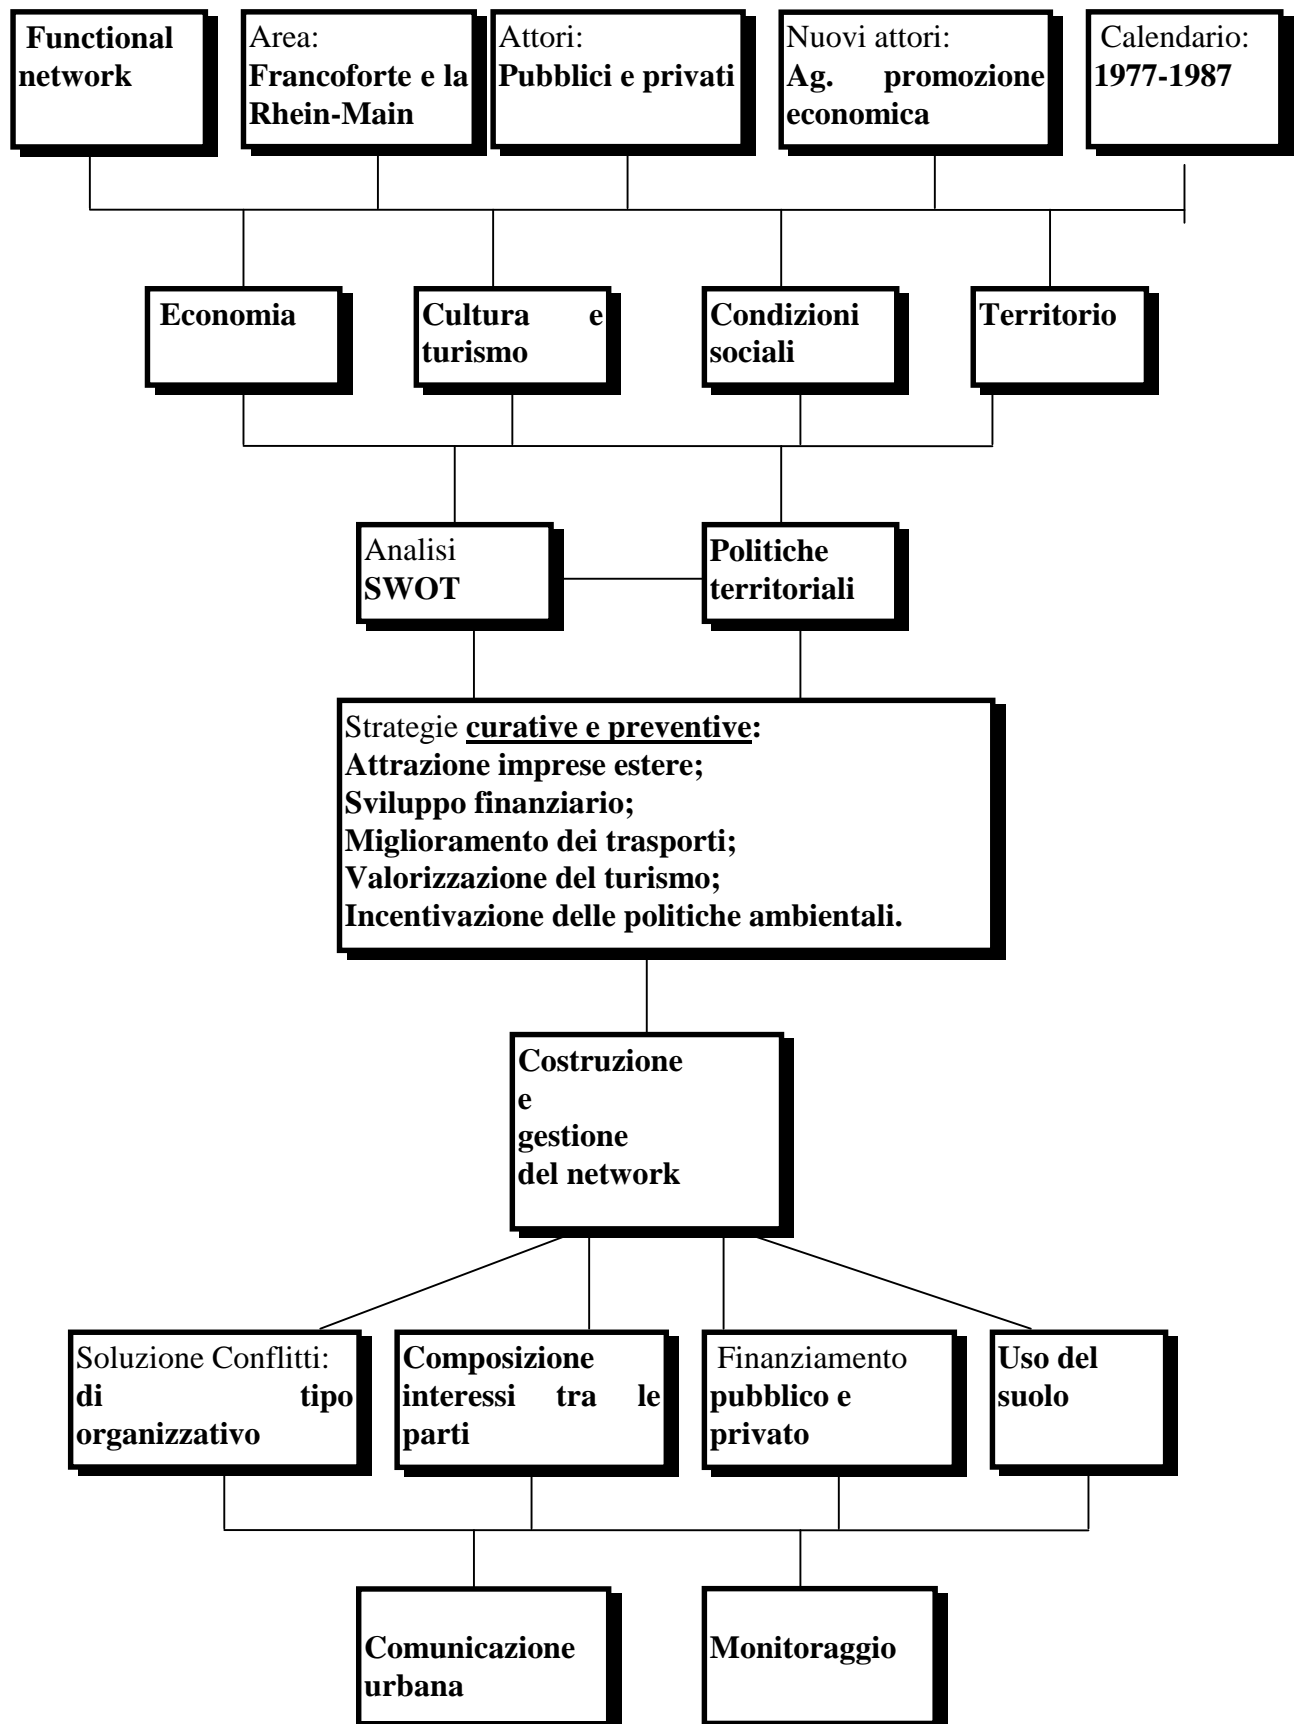 Functional
network
Area:
Francoforte e la
Rhein-Main
Attori:
Pubblici e privati
Nuovi attori:
Ag. promozione
economica
Calendario:
1977-1987
Economia
Cultura e
turismo
Condizioni
sociali
Territorio
Analisi
SWOT
Politiche
territoriali
Strategie curative e preventive:
Attrazione imprese estere;
Sviluppo finanziario;
Miglioramento dei trasporti;
Valorizzazione del turismo;
Incentivazione delle politiche ambientali.
Costruzione
e
gestione
del network
Soluzione Conflitti:
di tipo
organizzativo
Composizione
interessi tra le
parti
Finanziamento
pubblico e
privato
Uso del
suolo
Comunicazione
urbana
Monitoraggio